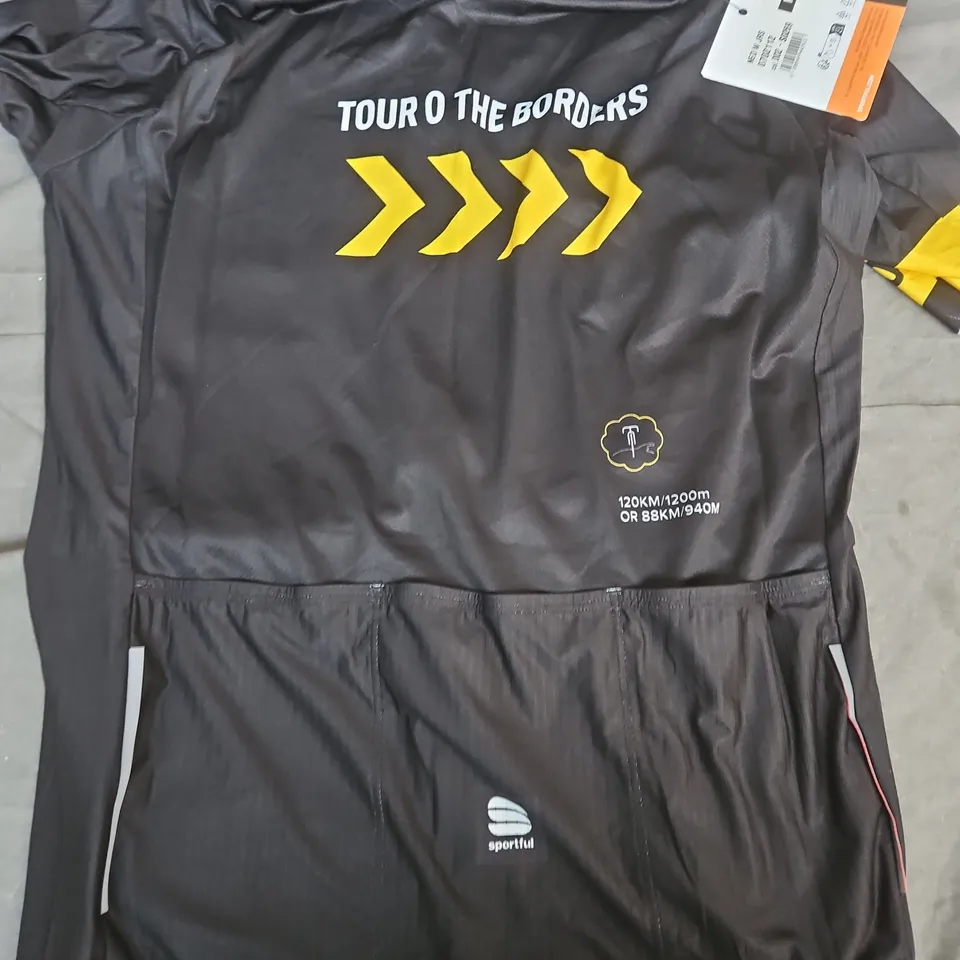 TOUR O THE BORDERS
120KM/1200m
OR 88KM/940M
sportful